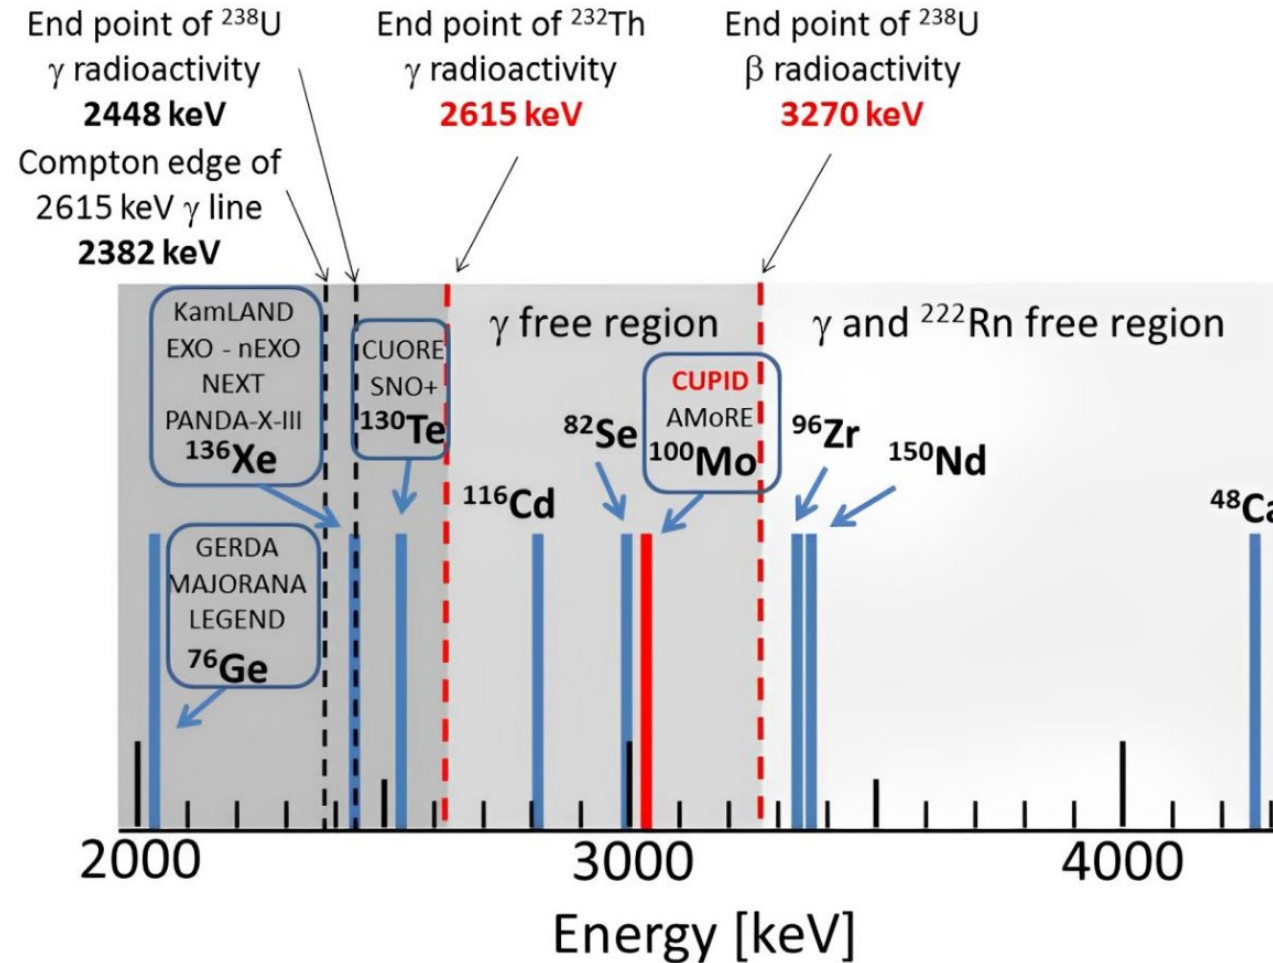 End point of ²³⁸U
γ radioactivity
2448 keV
Compton edge of
2615 keV γ line
2382 keV
End point of ²³²Th
γ radioactivity
2615 keV
End point of ²³⁸U
β radioactivity
3270 keV
γ free region
γ and ²²²Rn free region
KamLAND
EXO - nEXO
NEXT
PANDA-X-III
¹³⁶Xe
CUORE
SNO+
¹³⁰Te
GERDA
MAJORANA
LEGEND
⁷⁶Ge
¹¹⁶Cd
⁸²Se
CUPID
AMoRE
¹⁰⁰Mo
⁹⁶Zr
¹⁵⁰Nd
⁴⁸Ca
2000
3000
4000
Energy [keV]